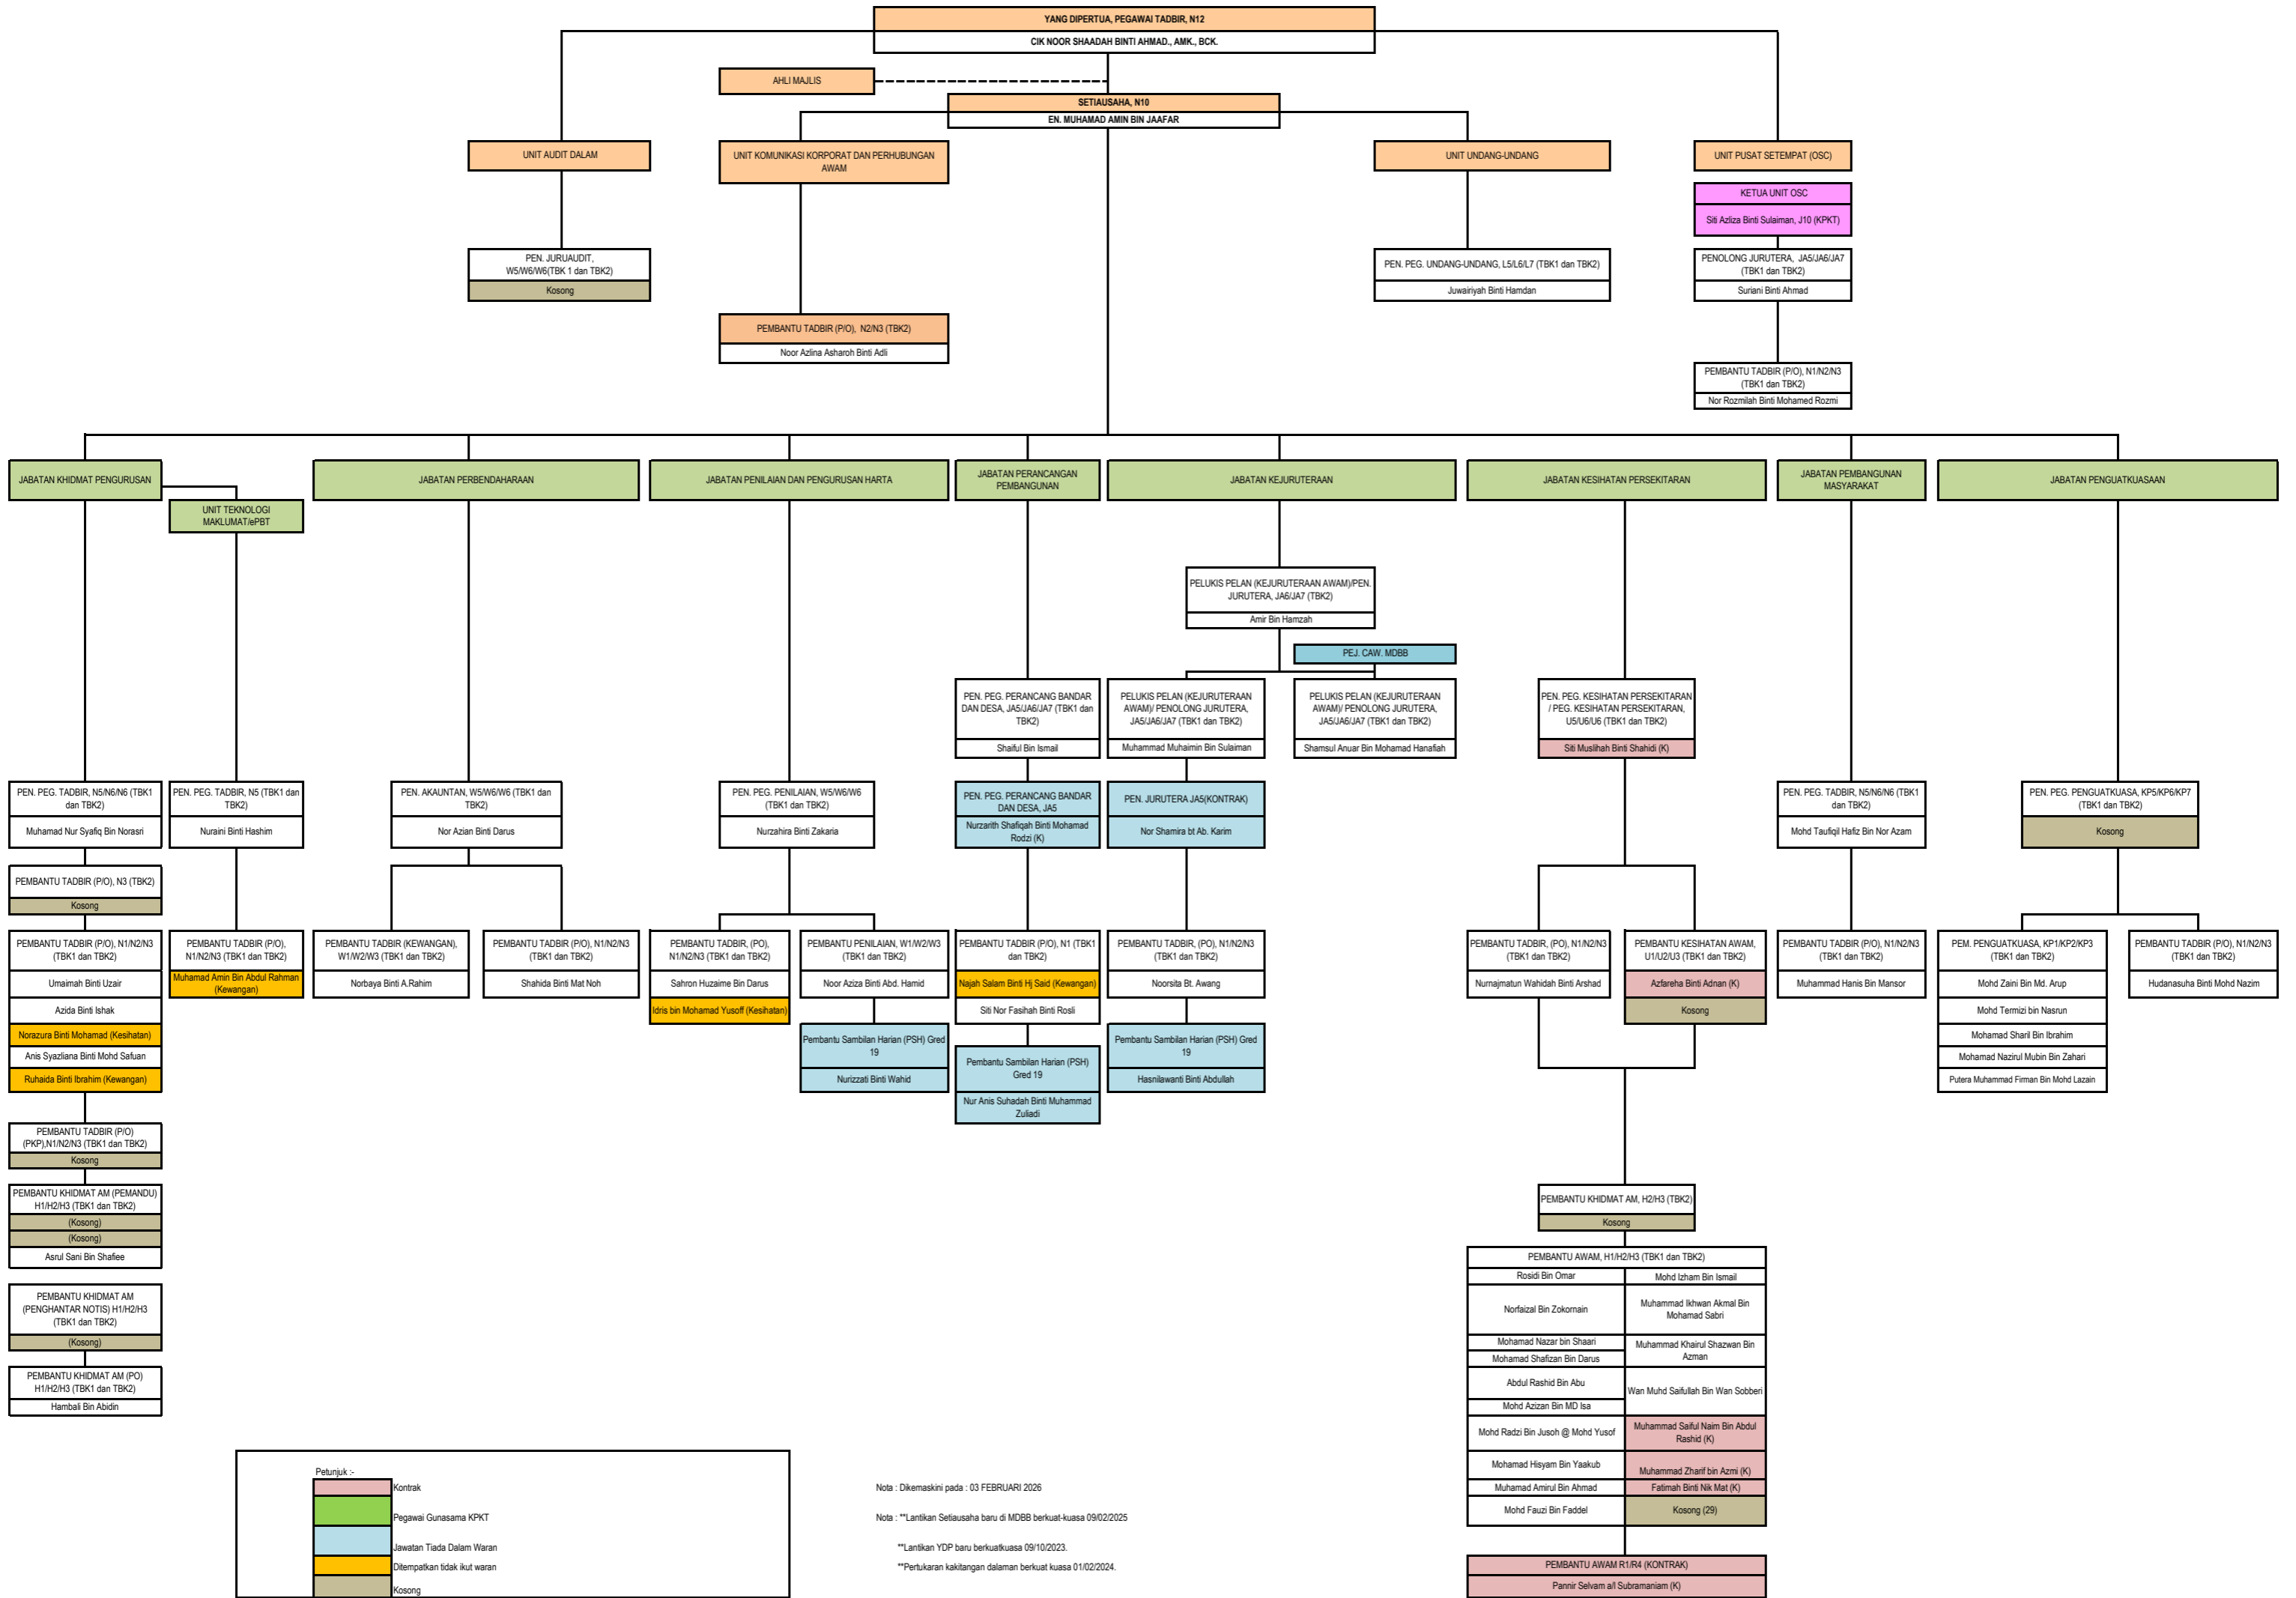 YANG DIPERTUA, PEGAWAI TADBIR, N12
CIK NOOR SHAADAH BINTI AHMAD., AMK., BCK.
AHLI MAJLIS
SETIAUSAHA, N10
EN. MUHAMAD AMIN BIN JAAFAR
UNIT AUDIT DALAM
PEN. JURUAUDIT,
W5/W6/W6(TBK 1 dan TBK2)
Kosong
UNIT KOMUNIKASI KORPORAT DAN PERHUBUNGAN
AWAM
PEMBANTU TADBIR (P/O), N2/N3 (TBK2)
Noor Azlina Asharoh Binti Adli
UNIT UNDANG-UNDANG
PEN. PEG. UNDANG-UNDANG, L5/L6/L7 (TBK1 dan TBK2)
Juwairiyah Binti Hamdan
UNIT PUSAT SETEMPAT (OSC)
KETUA UNIT OSC
Siti Azliza Binti Sulaiman, J10 (KPKT)
PENOLONG JURUTERA, JA5/JA6/JA7
(TBK1 dan TBK2)
Suriani Binti Ahmad
PEMBANTU TADBIR (P/O), N1/N2/N3
(TBK1 dan TBK2)
Nor Rozmilah Binti Mohamed Rozmi
JABATAN KHIDMAT PENGURUSAN
PEN. PEG. TADBIR, N5/N6/N6 (TBK1
dan TBK2)
Muhamad Nur Syafiq Bin Norasri
PEMBANTU TADBIR (P/O), N3 (TBK2)
Kosong
PEMBANTU TADBIR (P/O), N1/N2/N3
(TBK1 dan TBK2)
Umaimah Binti Uzair
Azida Binti Ishak
Norazura Binti Mohamad (Kesihatan)
Anis Syazliana Binti Mohd Safuan
Ruhaida Binti Ibrahim (Kewangan)
PEMBANTU TADBIR (P/O)
(PKP),N1/N2/N3 (TBK1 dan TBK2)
Kosong
PEMBANTU KHIDMAT AM (PEMANDU)
H1/H2/H3 (TBK1 dan TBK2)
(Kosong)
(Kosong)
Asrul Sani Bin Shafiee
PEMBANTU KHIDMAT AM
(PENGHANTAR NOTIS) H1/H2/H3
(TBK1 dan TBK2)
(Kosong)
PEMBANTU KHIDMAT AM (PO)
H1/H2/H3 (TBK1 dan TBK2)
Hambali Bin Abidin
UNIT TEKNOLOGI
MAKLUMAT/ePBT
PEN. PEG. TADBIR, N5 (TBK1 dan
TBK2)
Nuraini Binti Hashim
PEMBANTU TADBIR (P/O),
N1/N2/N3 (TBK1 dan TBK2)
Muhamad Amin Bin Abdul Rahman
(Kewangan)
JABATAN PERBENDAHARAAN
PEN. AKAUNTAN, W5/W6/W6 (TBK1 dan
TBK2)
Nor Azian Binti Darus
PEMBANTU TADBIR (KEWANGAN),
W1/W2/W3 (TBK1 dan TBK2)
Norbaya Binti A.Rahim
PEMBANTU TADBIR (P/O), N1/N2/N3
(TBK1 dan TBK2)
Shahida Binti Mat Noh
JABATAN PENILAIAN DAN PENGURUSAN HARTA
PEN. PEG. PENILAIAN, W5/W6/W6
(TBK1 dan TBK2)
Nurzahira Binti Zakaria
PEMBANTU TADBIR, (PO),
N1/N2/N3 (TBK1 dan TBK2)
Sahron Huzaime Bin Darus
Idris bin Mohamad Yusoff (Kesihatan)
PEMBANTU PENILAIAN, W1/W2/W3
(TBK1 dan TBK2)
Noor Aziza Binti Abd. Hamid
Pembantu Sambilan Harian (PSH) Gred
19
Nurizzati Binti Wahid
JABATAN PERANCANGAN
PEMBANGUNAN
PEN. PEG. PERANCANG BANDAR
DAN DESA, JA5/JA6/JA7 (TBK1 dan
TBK2)
Shaiful Bin Ismail
PEN. PEG. PERANCANG BANDAR
DAN DESA, JA5
Nurzarith Shafiqah Binti Mohamad
Rodzi (K)
PEMBANTU TADBIR (P/O), N1 (TBK1
dan TBK2)
Najah Salam Binti Hj Said (Kewangan)
Siti Nor Fasihah Binti Rosli
Pembantu Sambilan Harian (PSH)
Gred 19
Nur Anis Suhadah Binti Muhammad
Zuliadi
JABATAN KEJURUTERAAN
PELUKIS PELAN (KEJURUTERAAN AWAM)/PEN.
JURUTERA, JA6/JA7 (TBK2)
Amir Bin Hamzah
PEJ. CAW. MDBB
PELUKIS PELAN (KEJURUTERAAN
AWAM)/ PENOLONG JURUTERA,
JA5/JA6/JA7 (TBK1 dan TBK2)
Muhammad Muhaimin Bin Sulaiman
PELUKIS PELAN (KEJURUTERAAN
AWAM)/ PENOLONG JURUTERA,
JA5/JA6/JA7 (TBK1 dan TBK2)
Shamsul Anuar Bin Mohamad Hanafiah
PEN. JURUTERA JA5(KONTRAK)
Nor Shamira bt Ab. Karim
PEMBANTU TADBIR, (PO), N1/N2/N3
(TBK1 dan TBK2)
Noorsita Bt. Awang
Pembantu Sambilan Harian (PSH) Gred
19
Hasnilawanti Binti Abdullah
JABATAN KESIHATAN PERSEKITARAN
PEN. PEG. KESIHATAN PERSEKITARAN
/ PEG. KESIHATAN PERSEKITARAN,
U5/U6/U6 (TBK1 dan TBK2)
Siti Muslihah Binti Shahidi (K)
PEMBANTU TADBIR, (PO), N1/N2/N3
(TBK1 dan TBK2)
Nurnajmatun Wahidah Binti Arshad
PEMBANTU KESIHATAN AWAM,
U1/U2/U3 (TBK1 dan TBK2)
Azfareha Binti Adnan (K)
Kosong
PEMBANTU KHIDMAT AM, H2/H3 (TBK2)
Kosong
PEMBANTU AWAM, H1/H2/H3 (TBK1 dan TBK2)
Rosidi Bin Omar
Norfaizal Bin Zokornain
Mohamad Nazar bin Shaari
Mohamad Shafizan Bin Darus
Abdul Rashid Bin Abu
Mohd Azizan Bin MD Isa
Mohd Radzi Bin Jusoh @ Mohd Yusof
Mohamad Hisyam Bin Yaakub
Muhamad Amirul Bin Ahmad
Mohd Fauzi Bin Faddel
Mohd Izham Bin Ismail
Muhammad Ikhwan Akmal Bin
Mohamad Sabri
Muhammad Khairul Shazwan Bin
Azman
Wan Muhd Saifullah Bin Wan Sobberi
Muhammad Saiful Naim Bin Abdul
Rashid (K)
Muhammad Zharif bin Azmi (K)
Fatimah Binti Nik Mat (K)
Kosong (29)
PEMBANTU AWAM R1/R4 (KONTRAK)
Pannir Selvam a/l Subramaniam (K)
JABATAN PEMBANGUNAN
MASYARAKAT
PEN. PEG. TADBIR, N5/N6/N6 (TBK1
dan TBK2)
Mohd Taufiqil Hafiz Bin Nor Azam
PEMBANTU TADBIR (P/O), N1/N2/N3
(TBK1 dan TBK2)
Muhammad Hanis Bin Mansor
JABATAN PENGUATKUASAAN
PEN. PEG. PENGUATKUASA, KP5/KP6/KP7
(TBK1 dan TBK2)
Kosong
PEM. PENGUATKUASA, KP1/KP2/KP3
(TBK1 dan TBK2)
Mohd Zaini Bin Md. Arup
Mohd Termizi bin Nasrun
Mohamad Sharil Bin Ibrahim
Mohamad Nazirul Mubin Bin Zahari
Putera Muhammad Firman Bin Mohd Lazain
PEMBANTU TADBIR (P/O), N1/N2/N3
(TBK1 dan TBK2)
Hudanasuha Binti Mohd Nazim
Petunjuk :-
Kontrak
Pegawai Gunasama KPKT
Jawatan Tiada Dalam Waran
Ditempatkan tidak ikut waran
Kosong
Nota : Dikemaskini pada : 03 FEBRUARI 2026
Nota : **Lantikan Setiausaha baru di MDBB berkuat-kuasa 09/02/2025
**Lantikan YDP baru berkuatkuasa 09/10/2023.
**Pertukaran kakitangan dalaman berkuat kuasa 01/02/2024.